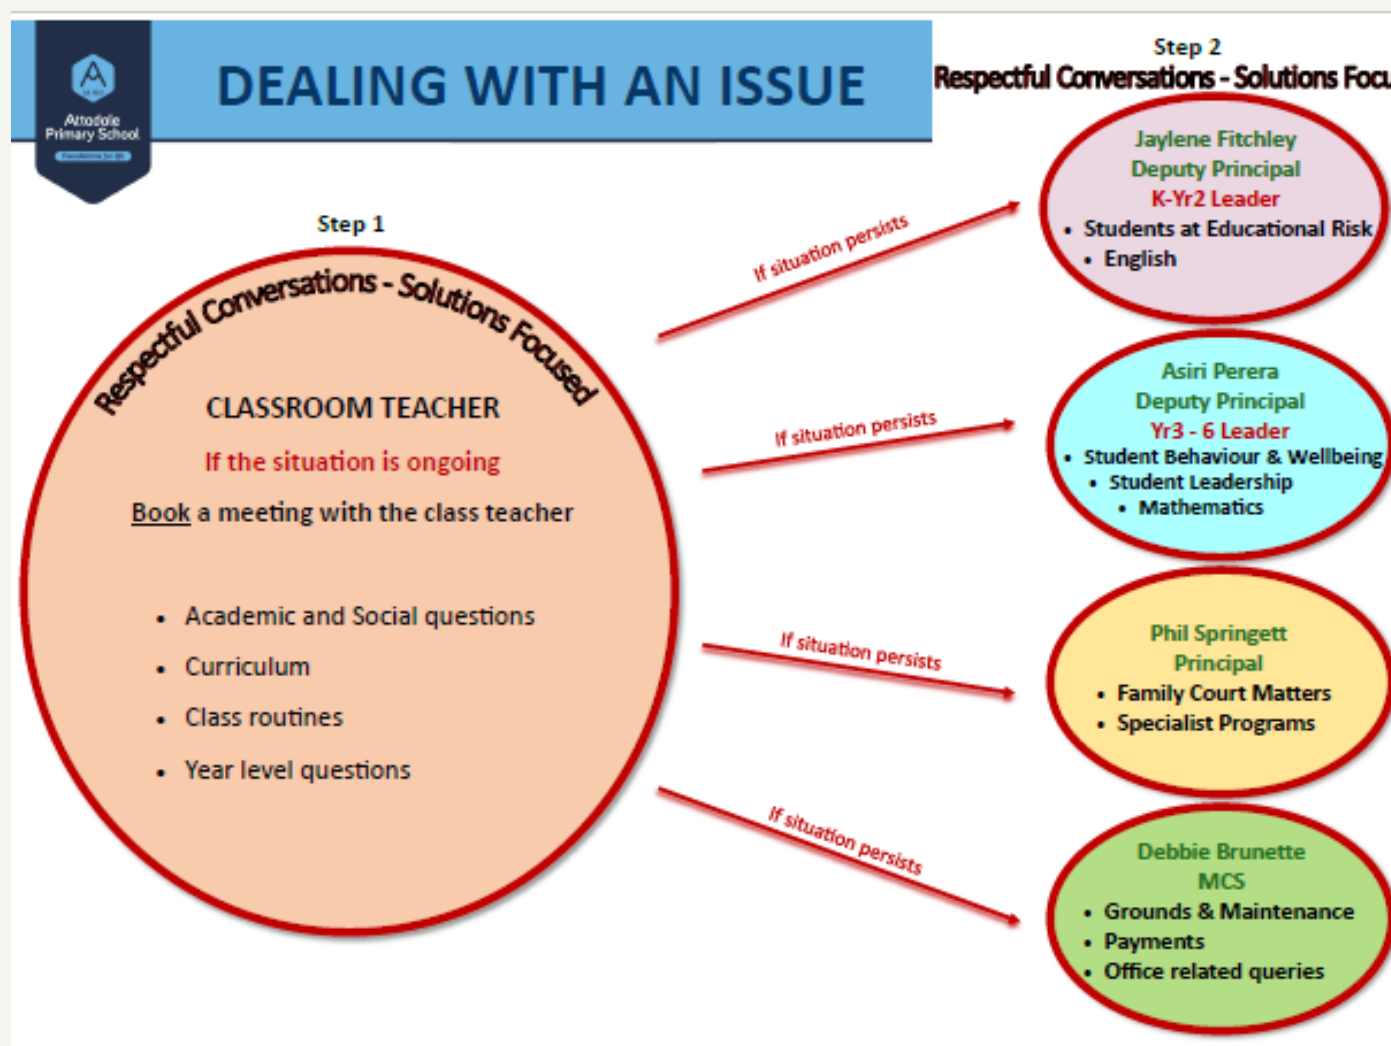 Attadale
Primary School
DEALING WITH AN ISSUE
Step 1
Respectful Conversations - Solutions Focused
CLASSROOM TEACHER
If the situation is ongoing
Book a meeting with the class teacher
• Academic and Social questions
• Curriculum
• Class routines
• Year level questions
If situation persists
If situation persists
If situation persists
If situation persists
Step 2
Respectful Conversations - Solutions Focu
Jaylene Fitchley
Deputy Principal
K-Yr2 Leader
• Students at Educational Risk
• English
Asiri Perera
Deputy Principal
Yr3 - 6 Leader
• Student Behaviour & Wellbeing
• Student Leadership
• Mathematics
Phil Springett
Principal
• Family Court Matters
• Specialist Programs
Debbie Brunette
MCS
• Grounds & Maintenance
• Payments
• Office related queries